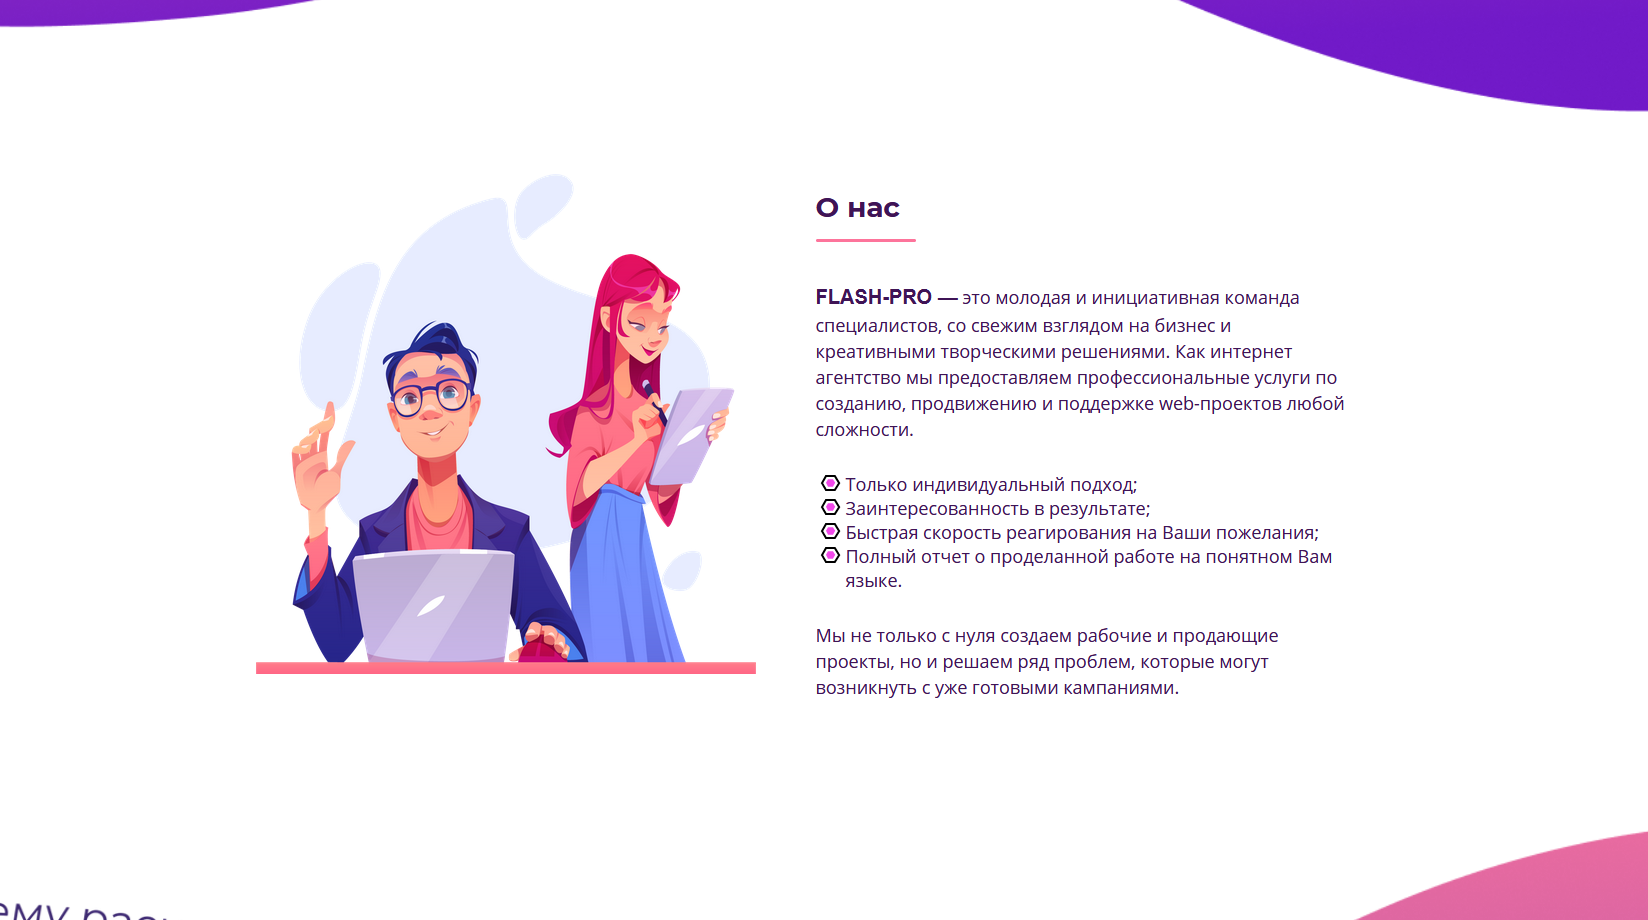 О нас
FLASH-PRO — это молодая и инициативная команда
специалистов, со свежим взглядом на бизнес и
креативными творческими решениями. Как интернет
агентство мы предоставляем профессиональные услуги по
созданию, продвижению и поддержке web-проектов любой
сложности.
Только индивидуальный подход;
Заинтересованность в результате;
Быстрая скорость реагирования на Ваши пожелания;
Полный отчет о проделанной работе на понятном Вам
языке.
Мы не только с нуля создаем рабочие и продающие
проекты, но и решаем ряд проблем, которые могут
возникнуть с уже готовыми кампаниями.